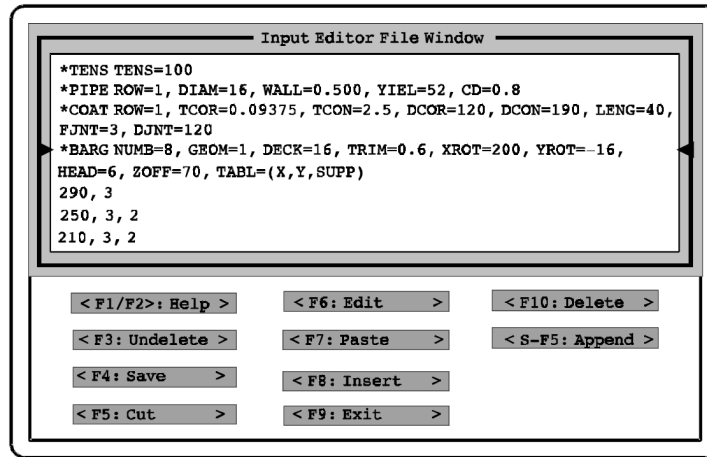 Input Editor File Window
*TENS TENS=100
*PIPE ROW=1, DIAM=16, WALL=0.500, YIEL=52, CD=0.8
*COAT ROW=1, TCOR=0.09375, TCON=2.5, DCOR=120, DCON=190, LENG=40,
FJNT=3, DJNT=120
*BARG NUMB=8, GEOM=1, DECK=16, TRIM=0.6, XROT=200, YROT=-16,
HEAD=6, ZOFF=70, TABL=(X,Y,SUPP)
290, 3
250, 3, 2
210, 3, 2
< F1/F2>: Help > < F6: Edit > < F10: Delete >
< F3: Undelete > < F7: Paste > < S-F5: Append >
< F4: Save > < F8: Insert >
< F5: Cut > < F9: Exit >